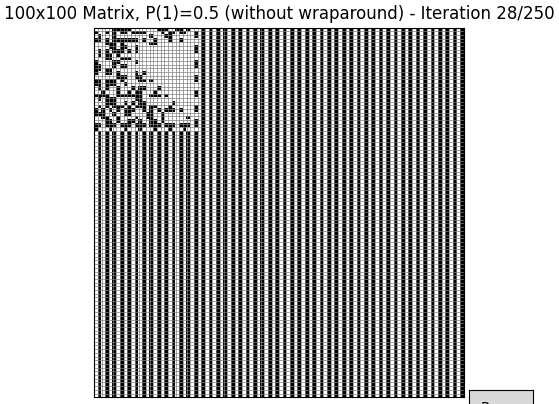 100x100 Matrix, P(1)=0.5 (without wraparound) - Iteration 28/250